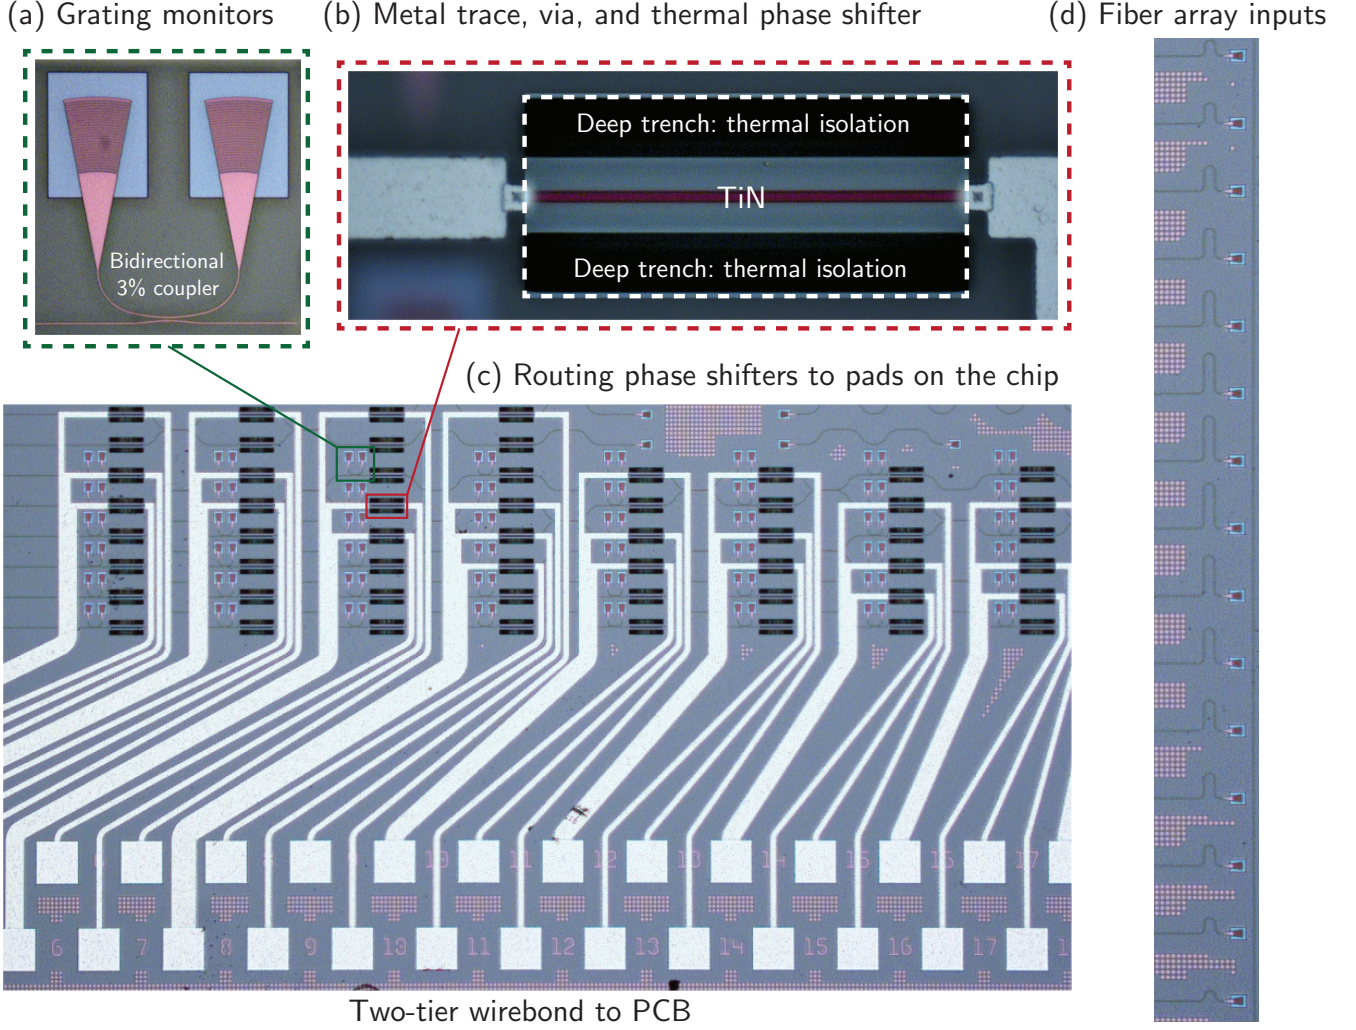 (a) Grating monitors
(b) Metal trace, via, and thermal phase shifter
(d) Fiber array inputs
Bidirectional
3% coupler
Deep trench: thermal isolation
TiN
Deep trench: thermal isolation
(c) Routing phase shifters to pads on the chip
8 9 10 11 12 13 14 15 16 17
6 7 8 9 10 11 12 13 14 15 16 17
Two-tier wirebond to PCB